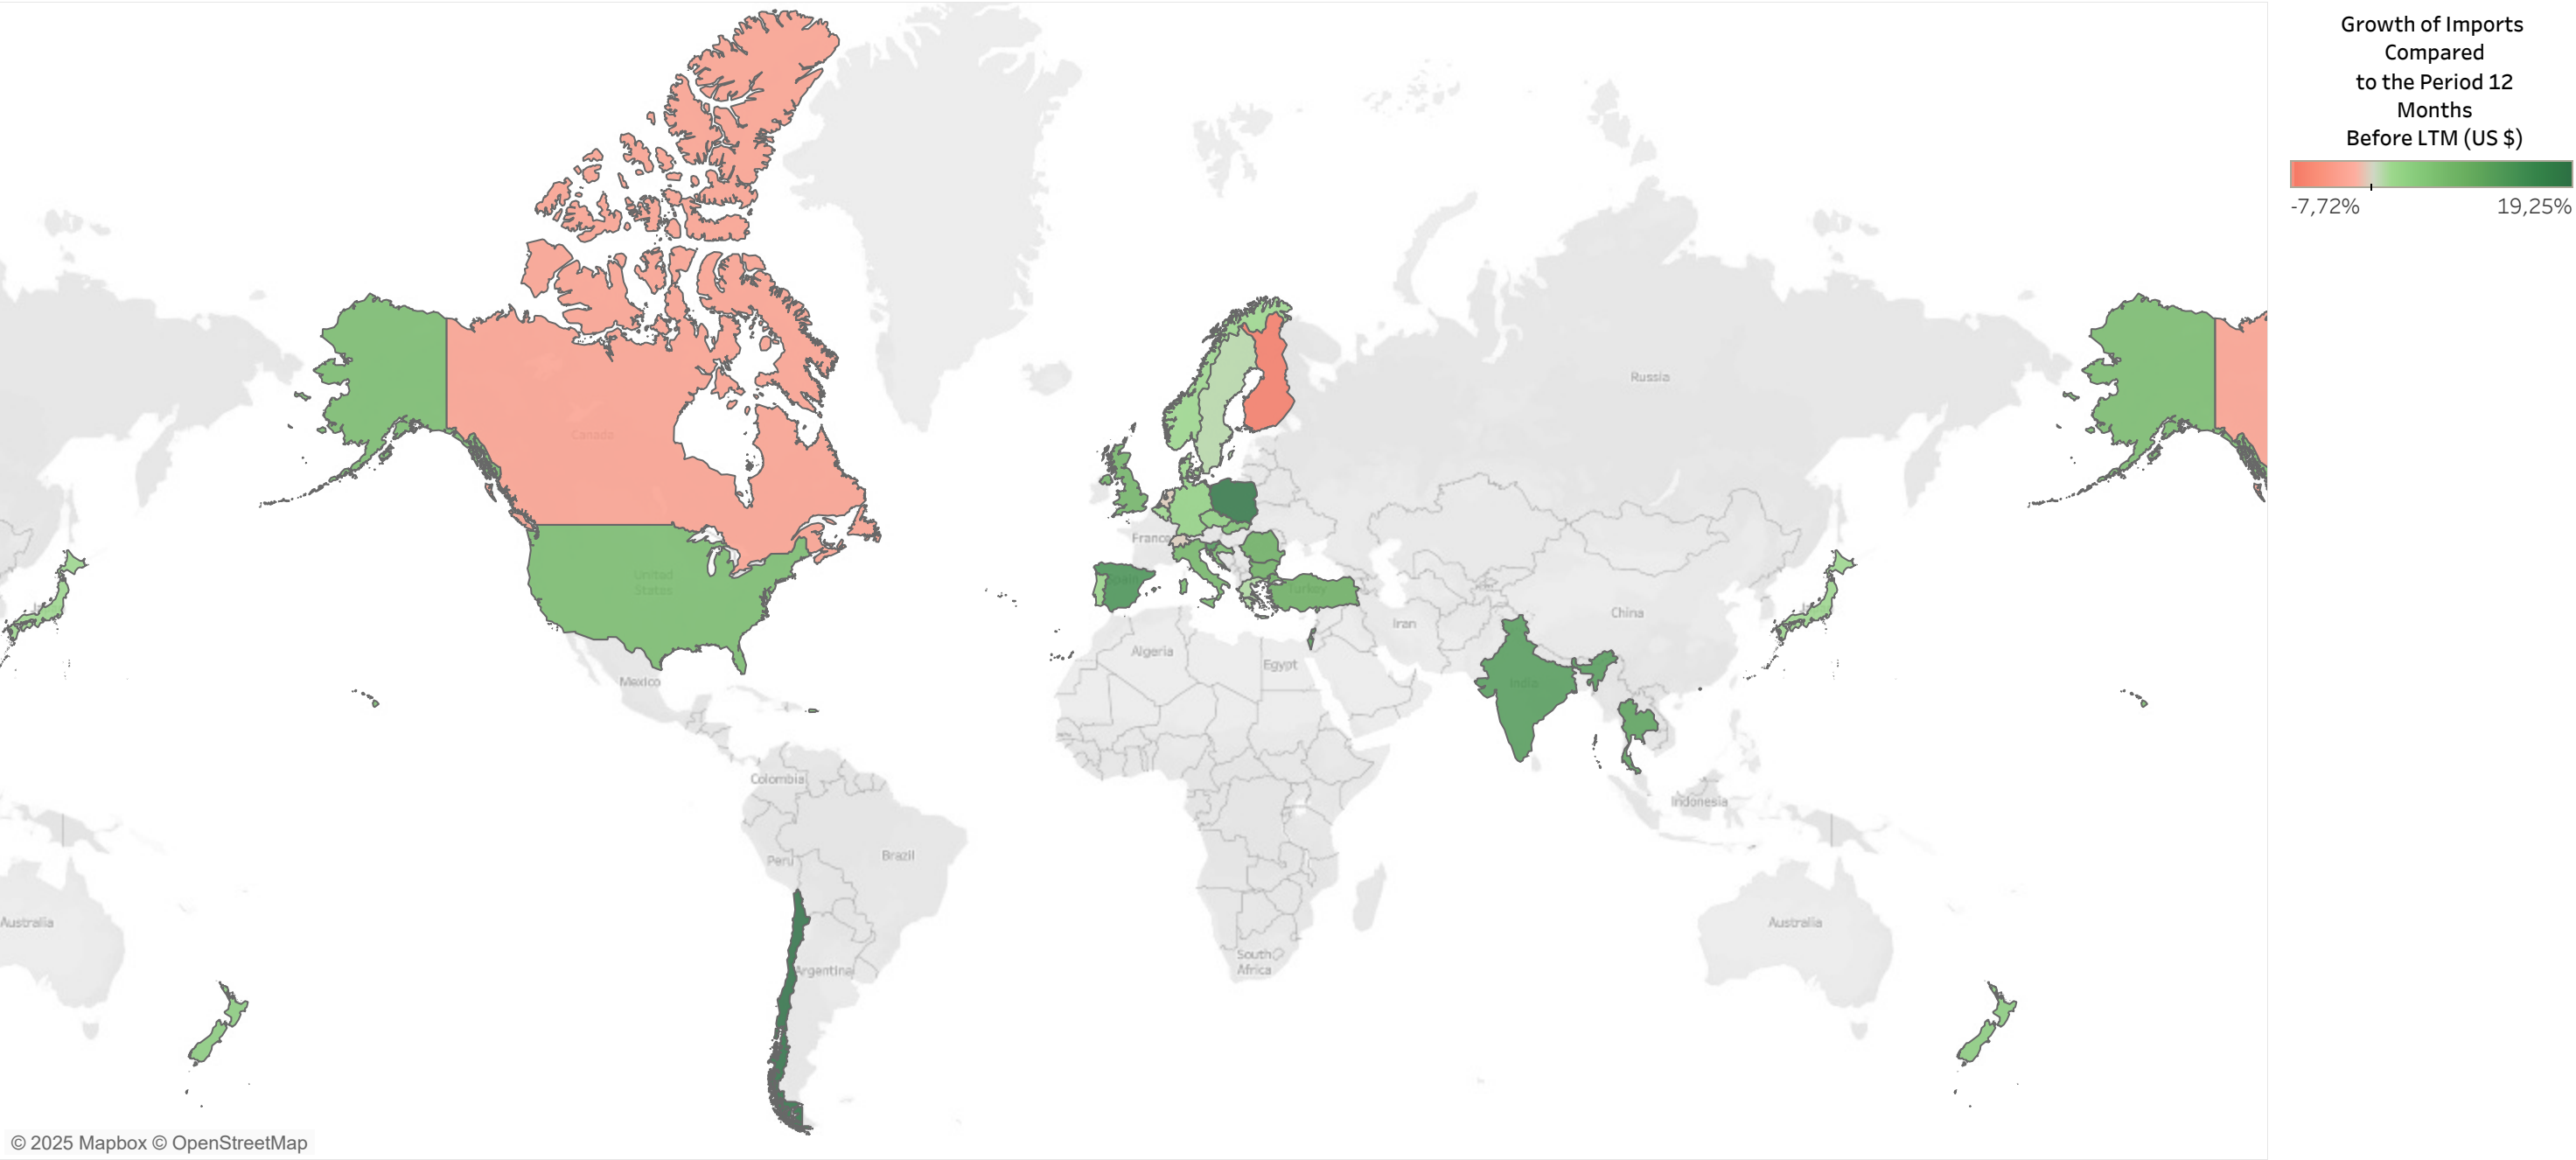 Growth of Imports
Compared
to the Period 12
Months
Before LTM (US $)
-7,72%
19,25%
Russia
Canada
France
United
States
Spain
Turkey
China
Iran
Algeria
Egypt
Mexico
India
Colombia
Indonesia
Brazil
Peru
Australia
Australia
South
Africa
Argentina
© 2025 Mapbox © OpenStreetMap